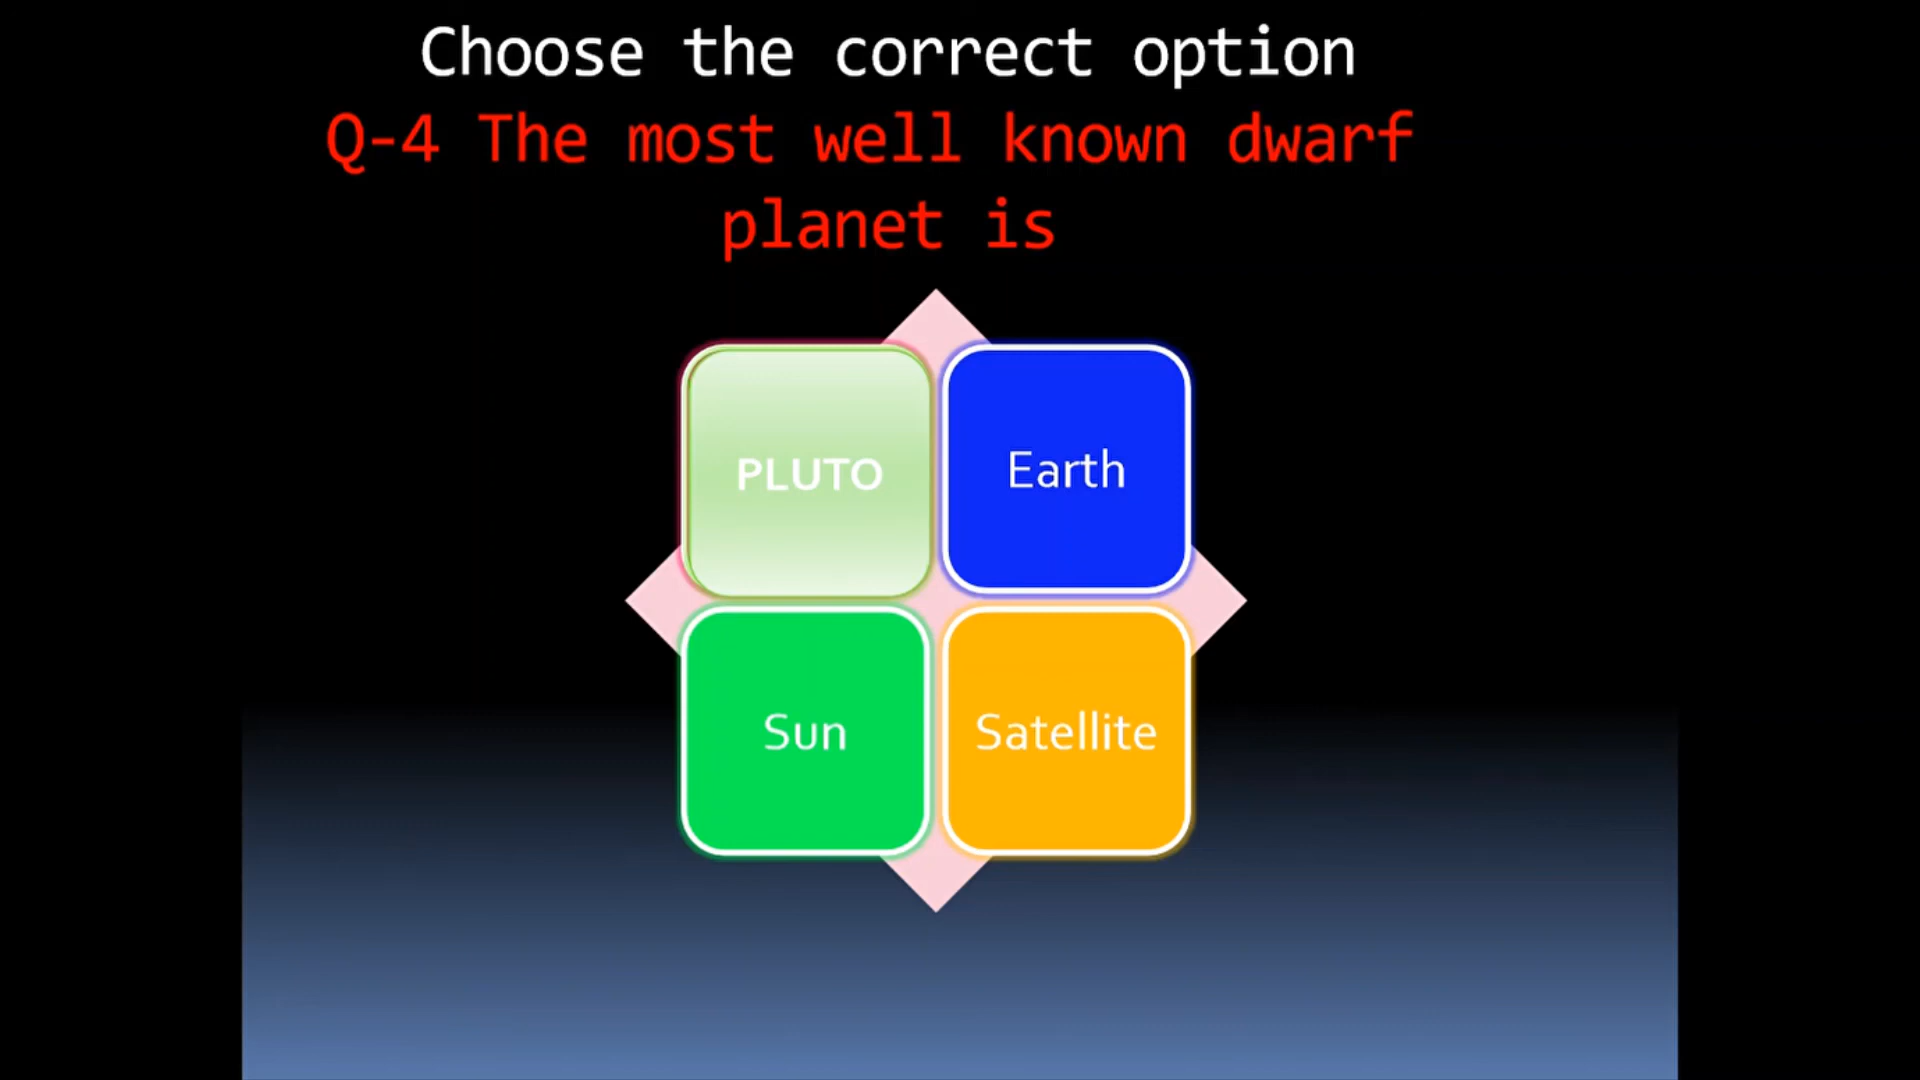 Choose the correct option
Q-4 The most well known dwarf
planet is
PLUTO
Earth
Sun
Satellite